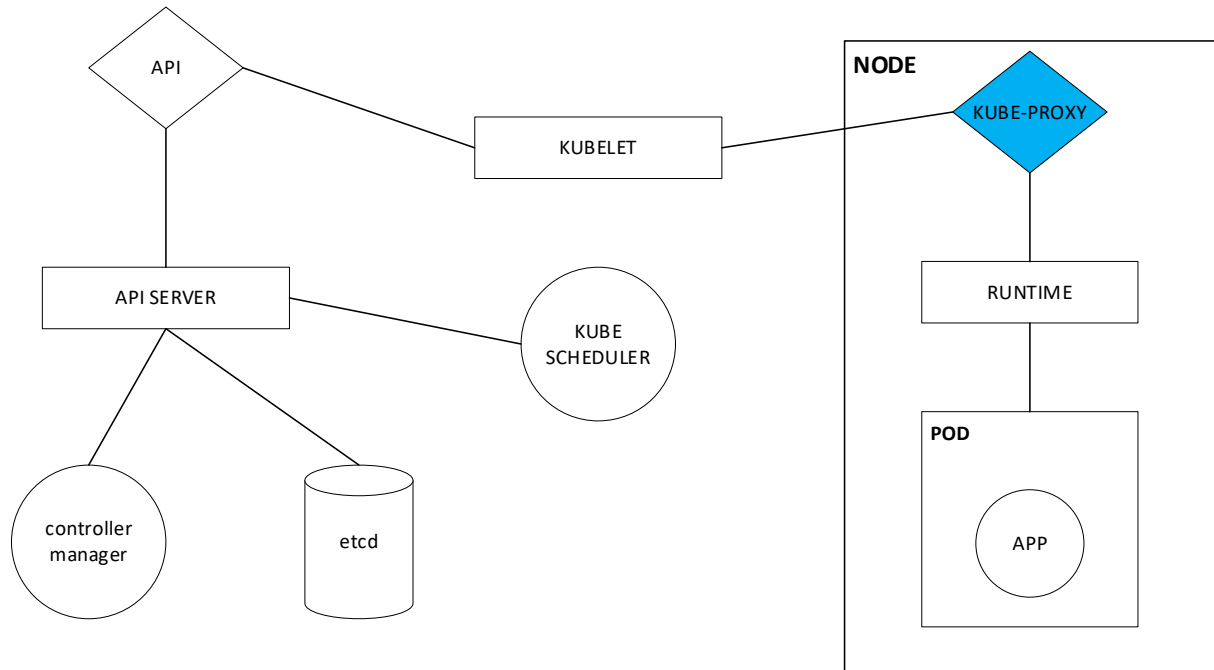 API
NODE
KUBE-PROXY
KUBELET
API SERVER
KUBE
SCHEDULER
RUNTIME
POD
controller
manager
etcd
APP